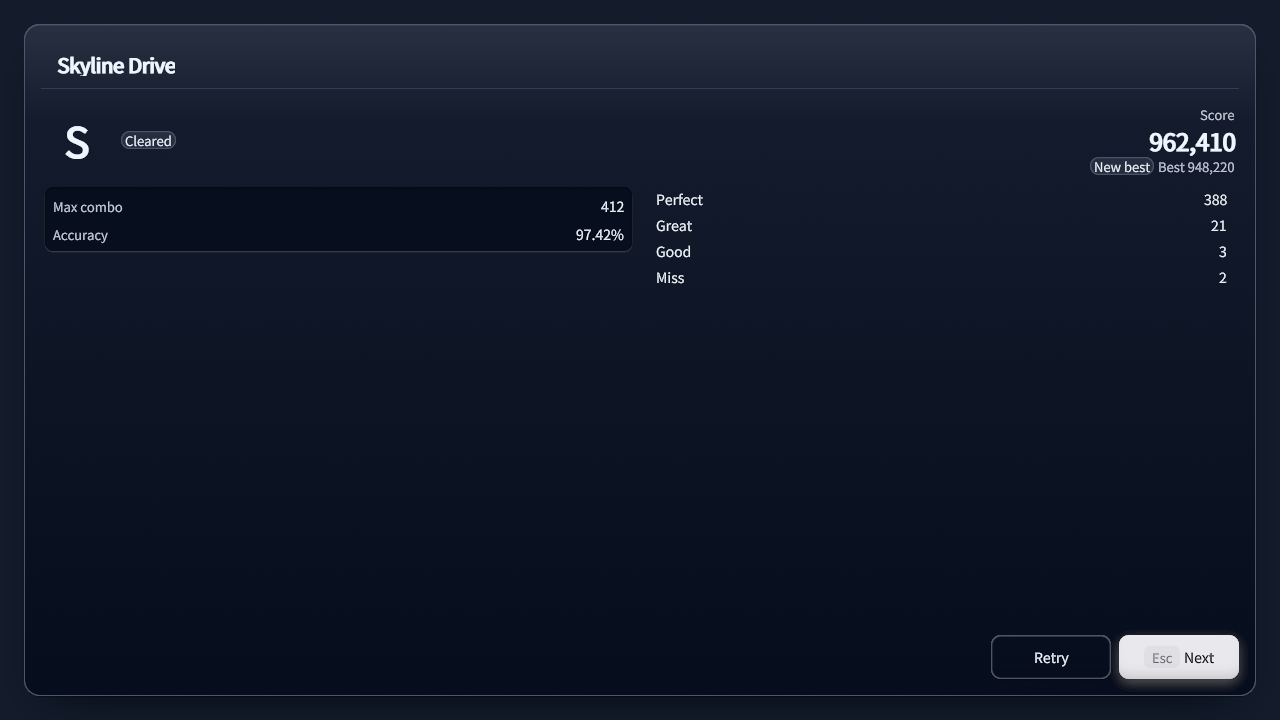 Skyline Drive
S
Cleared
Score
962,410
New best Best 948,220
Max combo 412
Accuracy 97.42%
Perfect 388
Great 21
Good 3
Miss 2
Retry
Esc Next